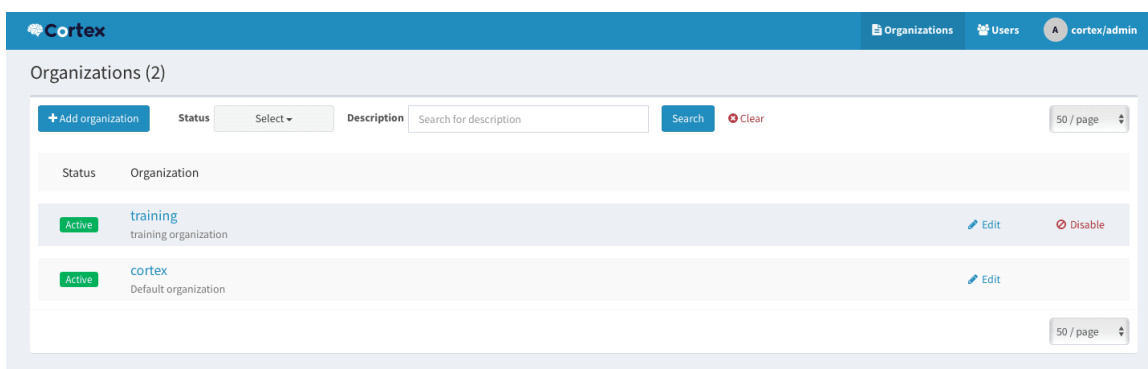 Cortex
Organizations
Users
A
cortex/admin
Organizations (2)
Add organization
Status
Select
Description
Search for description
Search
Clear
50 / page
Status
Organization
Active
training
training organization
Edit
Disable
Active
cortex
Default organization
Edit
50 / page